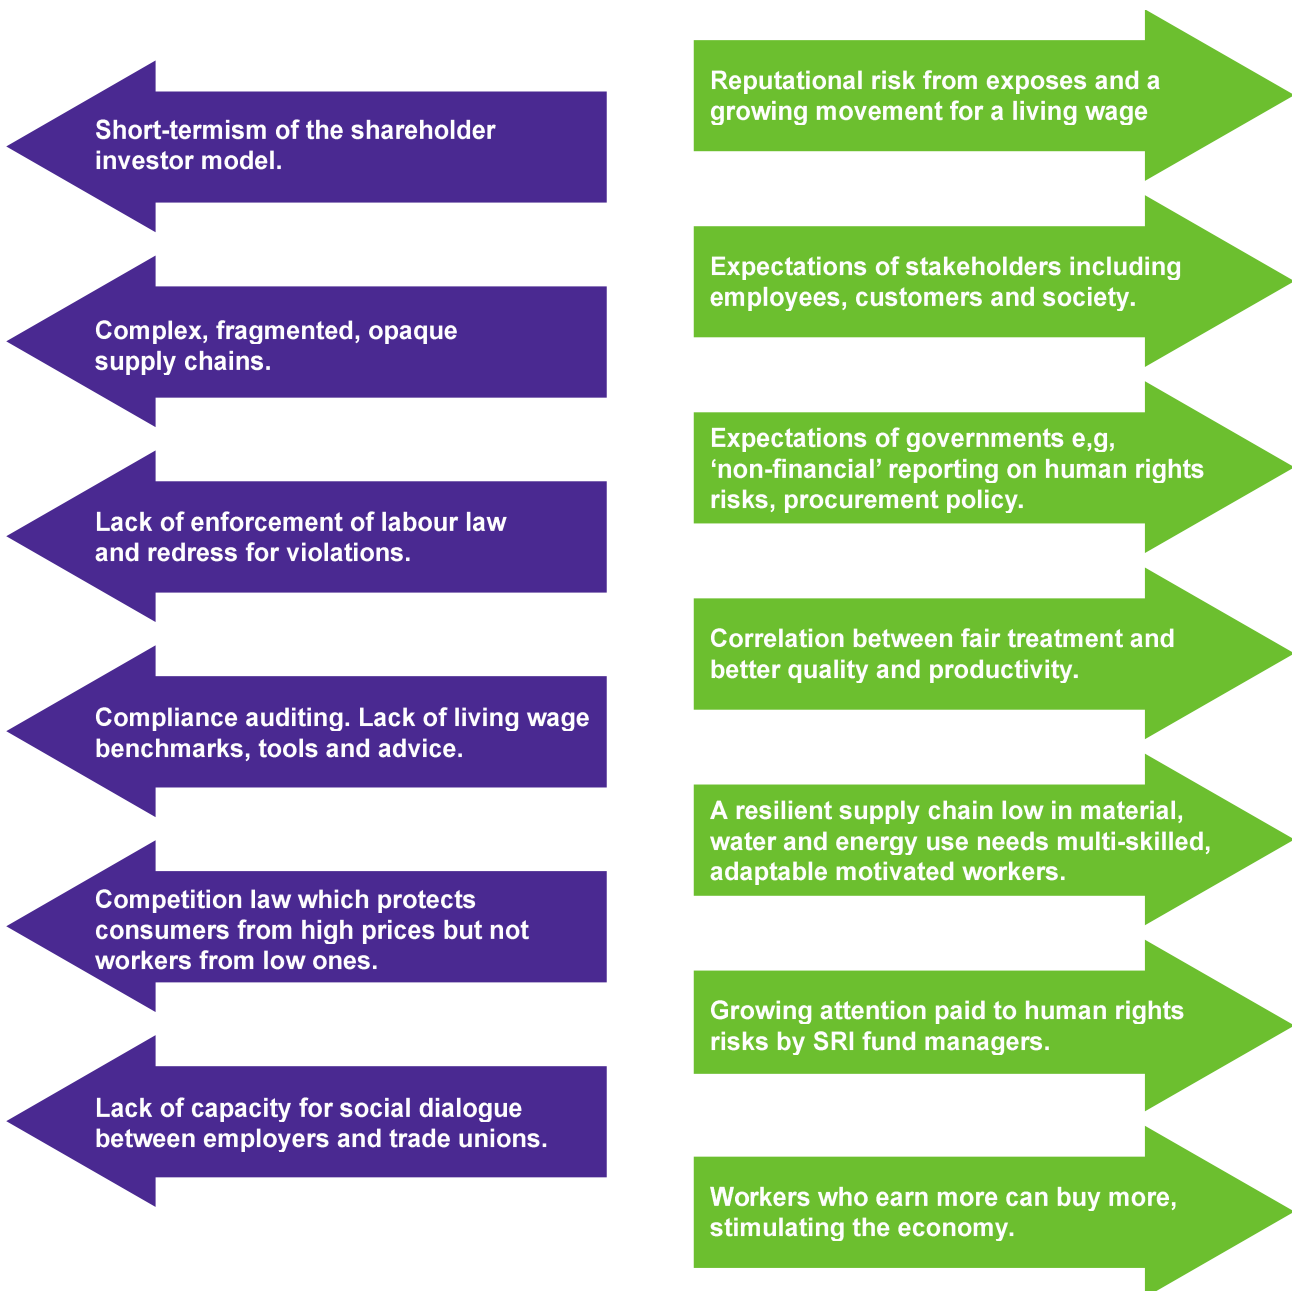 Short-termism of the shareholder
investor model.
Complex, fragmented, opaque
supply chains.
Lack of enforcement of labour law
and redress for violations.
Compliance auditing. Lack of living wage
benchmarks, tools and advice.
Competition law which protects
consumers from high prices but not
workers from low ones.
Lack of capacity for social dialogue
between employers and trade unions.
Reputational risk from exposes and a
growing movement for a living wage
Expectations of stakeholders including
employees, customers and society.
Expectations of governments e,g,
‘non-financial’ reporting on human rights
risks, procurement policy.
Correlation between fair treatment and
better quality and productivity.
A resilient supply chain low in material,
water and energy use needs multi-skilled,
adaptable motivated workers.
Growing attention paid to human rights
risks by SRI fund managers.
Workers who earn more can buy more,
stimulating the economy.